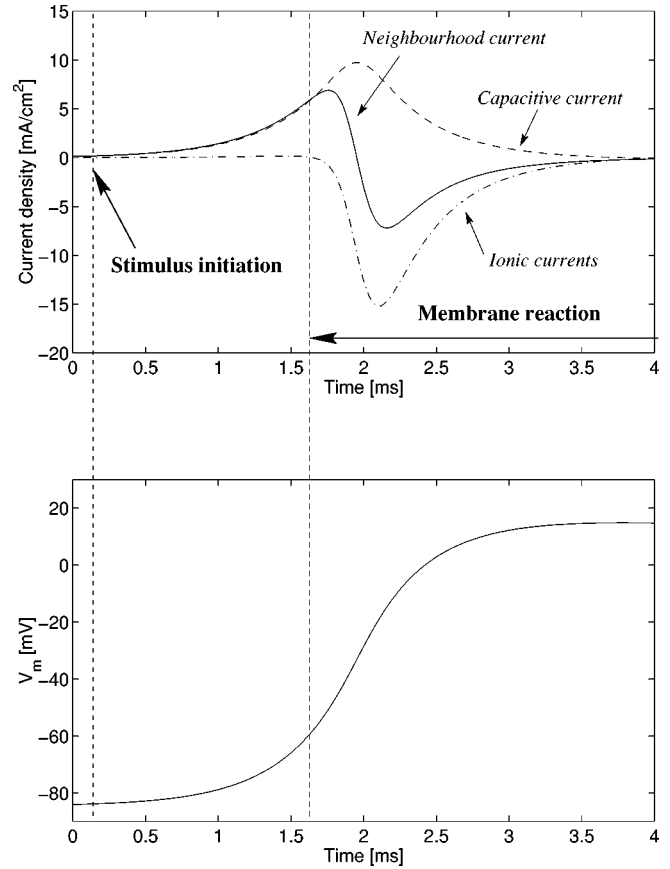 15
10
5
0
−5
−10
−15
−20
Current density [mA/cm²]
Neighbourhood current
Capacitive current
Stimulus initiation
Ionic currents
Membrane reaction
0 0.5 1 1.5 2 2.5 3 3.5 4
Time [ms]
20
0
−20
−40
−60
−80
V_m [mV]
0 0.5 1 1.5 2 2.5 3 3.5 4
Time [ms]